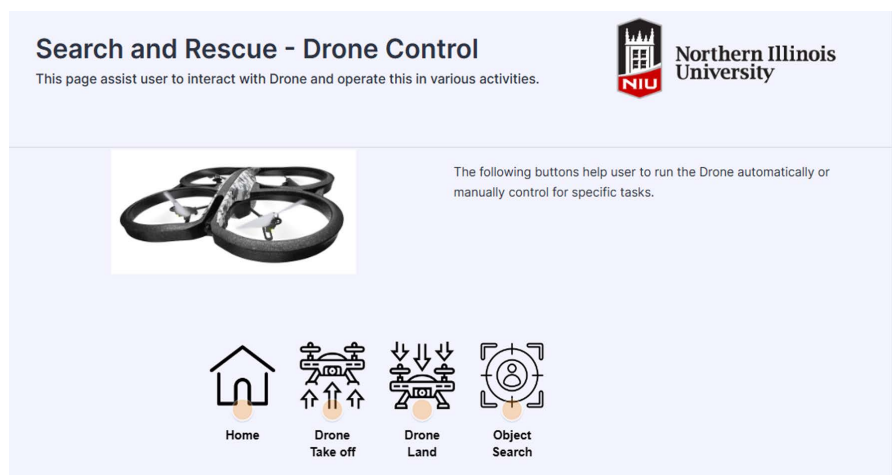 Search and Rescue - Drone Control
This page assist user to interact with Drone and operate this in various activities.
NIU
Northern Illinois
University
The following buttons help user to run the Drone automatically or
manually control for specific tasks.
Home
Drone
Take off
Drone
Land
Object
Search